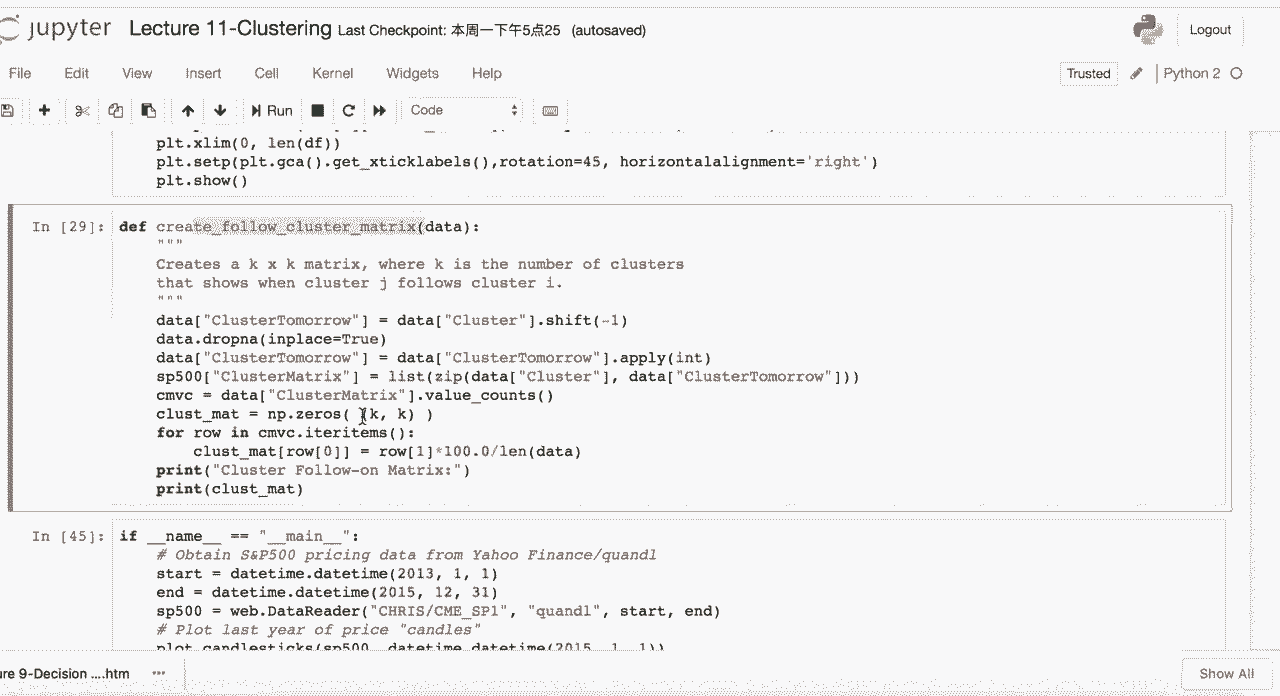 jupyter Lecture 11-Clustering Last Checkpoint: 本周一下午5点25 (autosaved)
Logout
File Edit View Insert Cell Kernel Widgets Help
Trusted Python 2
Run Code
plt.xlim(0, len(df))
plt.setp(plt.gca().get_xticklabels(),rotation=45, horizontalalignment='right')
plt.show()
In [29]: def create_follow_cluster_matrix(data):
"""
Creates a k x k matrix, where k is the number of clusters
that shows when cluster j follows cluster i.
"""
data["ClusterTomorrow"] = data["Cluster"].shift(-1)
data.dropna(inplace=True)
data["ClusterTomorrow"] = data["ClusterTomorrow"].apply(int)
sp500["ClusterMatrix"] = list(zip(data["Cluster"], data["ClusterTomorrow"]))
cmvc = data["ClusterMatrix"].value_counts()
clust_mat = np.zeros( (k, k) )
for row in cmvc.iteritems():
clust_mat[row[0]] = row[1]*100.0/len(data)
print("Cluster Follow-on Matrix:")
print(clust_mat)
In [45]: if __name__ == "__main__":
# Obtain S&P500 pricing data from Yahoo Finance/quandl
start = datetime.datetime(2013, 1, 1)
end = datetime.datetime(2015, 12, 31)
sp500 = web.DataReader("CHRIS/CME_SP1", "quandl", start, end)
# Plot last year of price "candles"
plot_candlesticks(sp500, datetime.datetime(2015, 1, 1))
ure 9-Decision ....htm
Show All